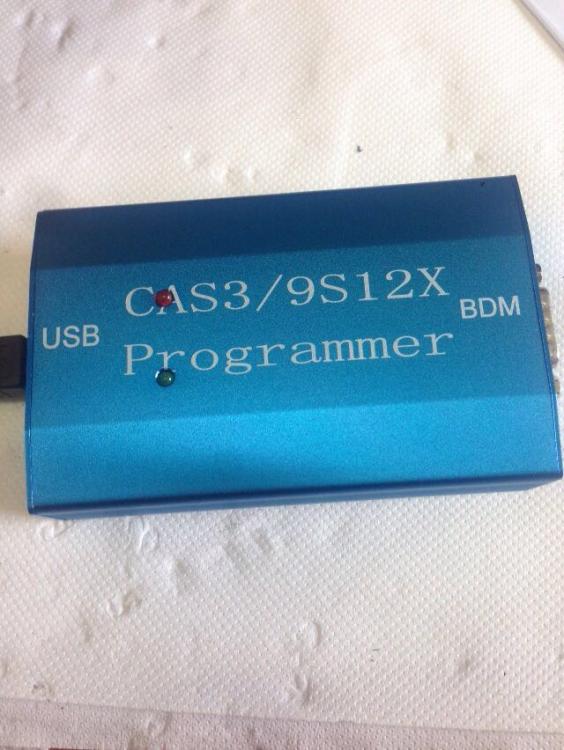 CAS3/9S12X
USB
BDM
Programmer